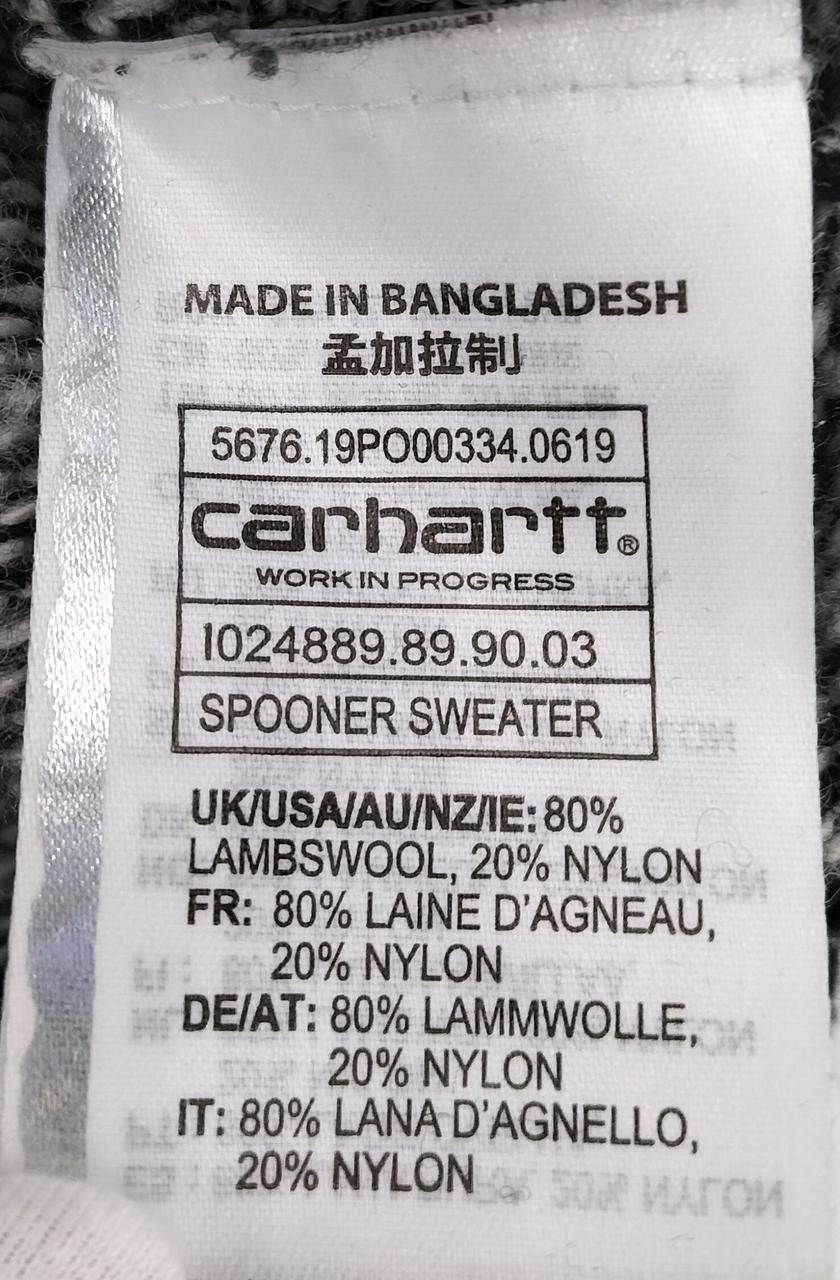 MADE IN BANGLADESH
孟加拉制
5676.19PO00334.0619
carhartt®
WORK IN PROGRESS
I024889.89.90.03
SPOONER SWEATER
UK/USA/AU/NZ/IE: 80%
LAMBSWOOL, 20% NYLON
FR: 80% LAINE D'AGNEAU,
20% NYLON
DE/AT: 80% LAMMWOLLE,
20% NYLON
IT: 80% LANA D'AGNELLO,
20% NYLON